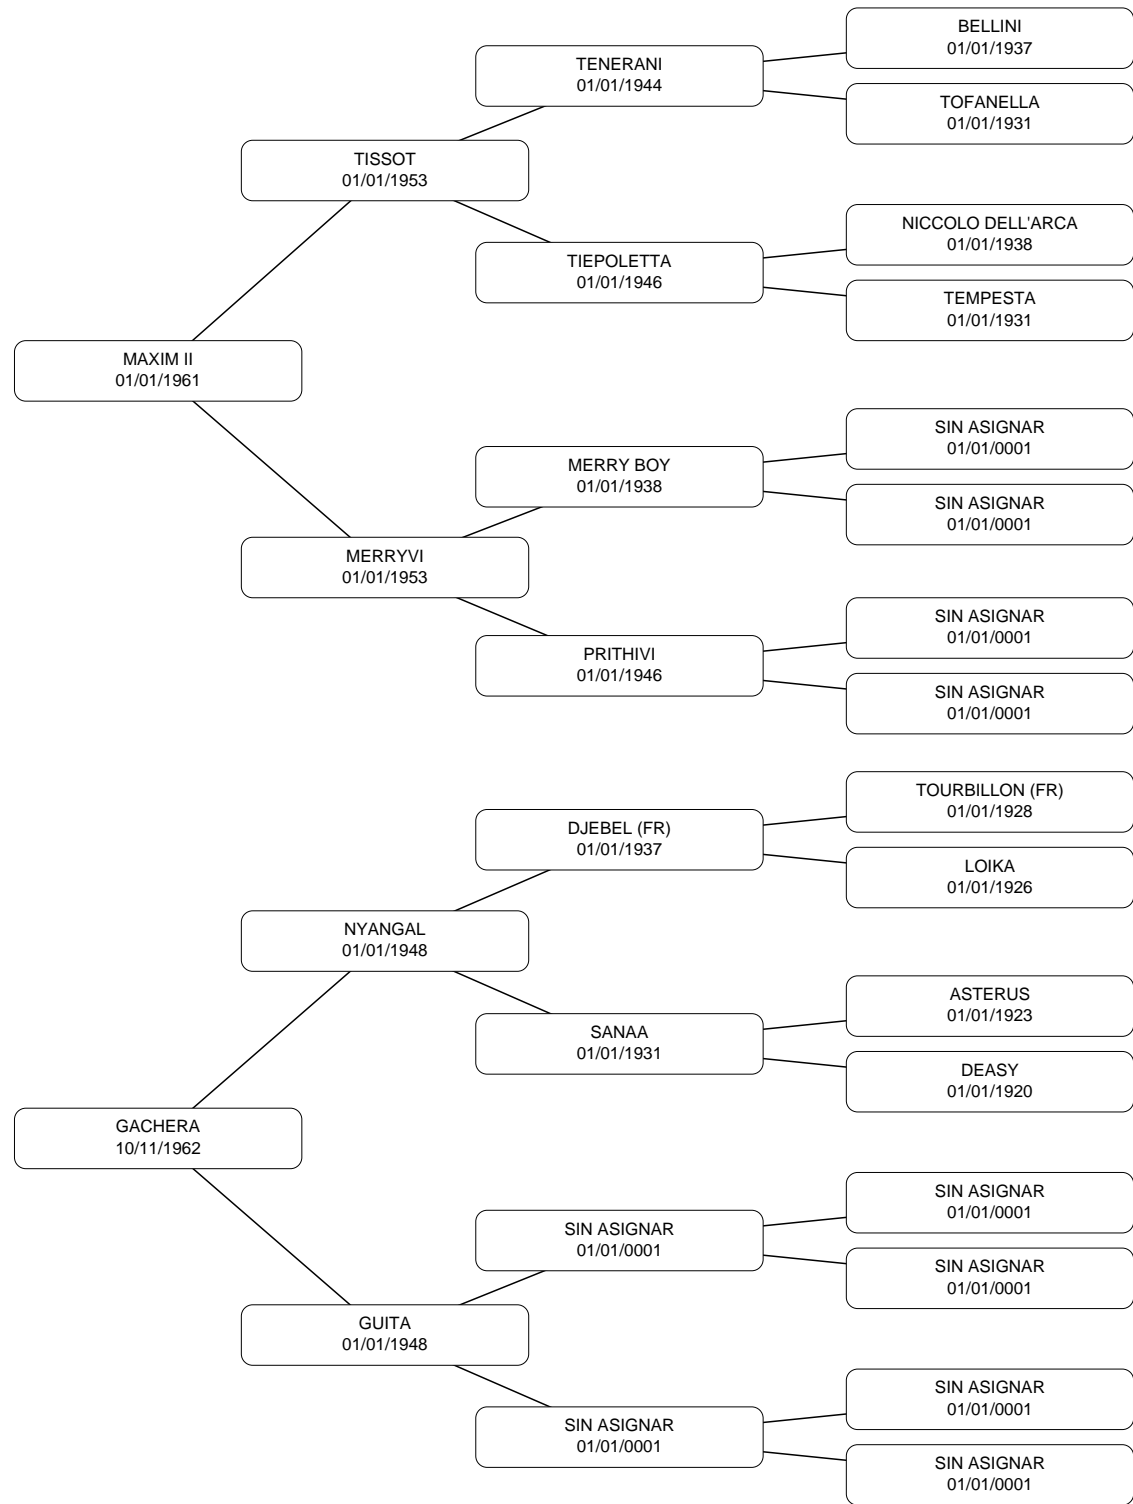 BELLINI
01/01/1937
TENERANI
01/01/1944
TOFANELLA
01/01/1931
TISSOT
01/01/1953
NICCOLO DELL'ARCA
01/01/1938
TIEPOLETTA
01/01/1946
TEMPESTA
01/01/1931
MAXIM II
01/01/1961
SIN ASIGNAR
01/01/0001
MERRY BOY
01/01/1938
SIN ASIGNAR
01/01/0001
MERRYVI
01/01/1953
SIN ASIGNAR
01/01/0001
PRITHIVI
01/01/1946
SIN ASIGNAR
01/01/0001
TOURBILLON (FR)
01/01/1928
DJEBEL (FR)
01/01/1937
LOIKA
01/01/1926
NYANGAL
01/01/1948
ASTERUS
01/01/1923
SANAA
01/01/1931
DEASY
01/01/1920
GACHERA
10/11/1962
SIN ASIGNAR
01/01/0001
SIN ASIGNAR
01/01/0001
SIN ASIGNAR
01/01/0001
GUITA
01/01/1948
SIN ASIGNAR
01/01/0001
SIN ASIGNAR
01/01/0001
SIN ASIGNAR
01/01/0001